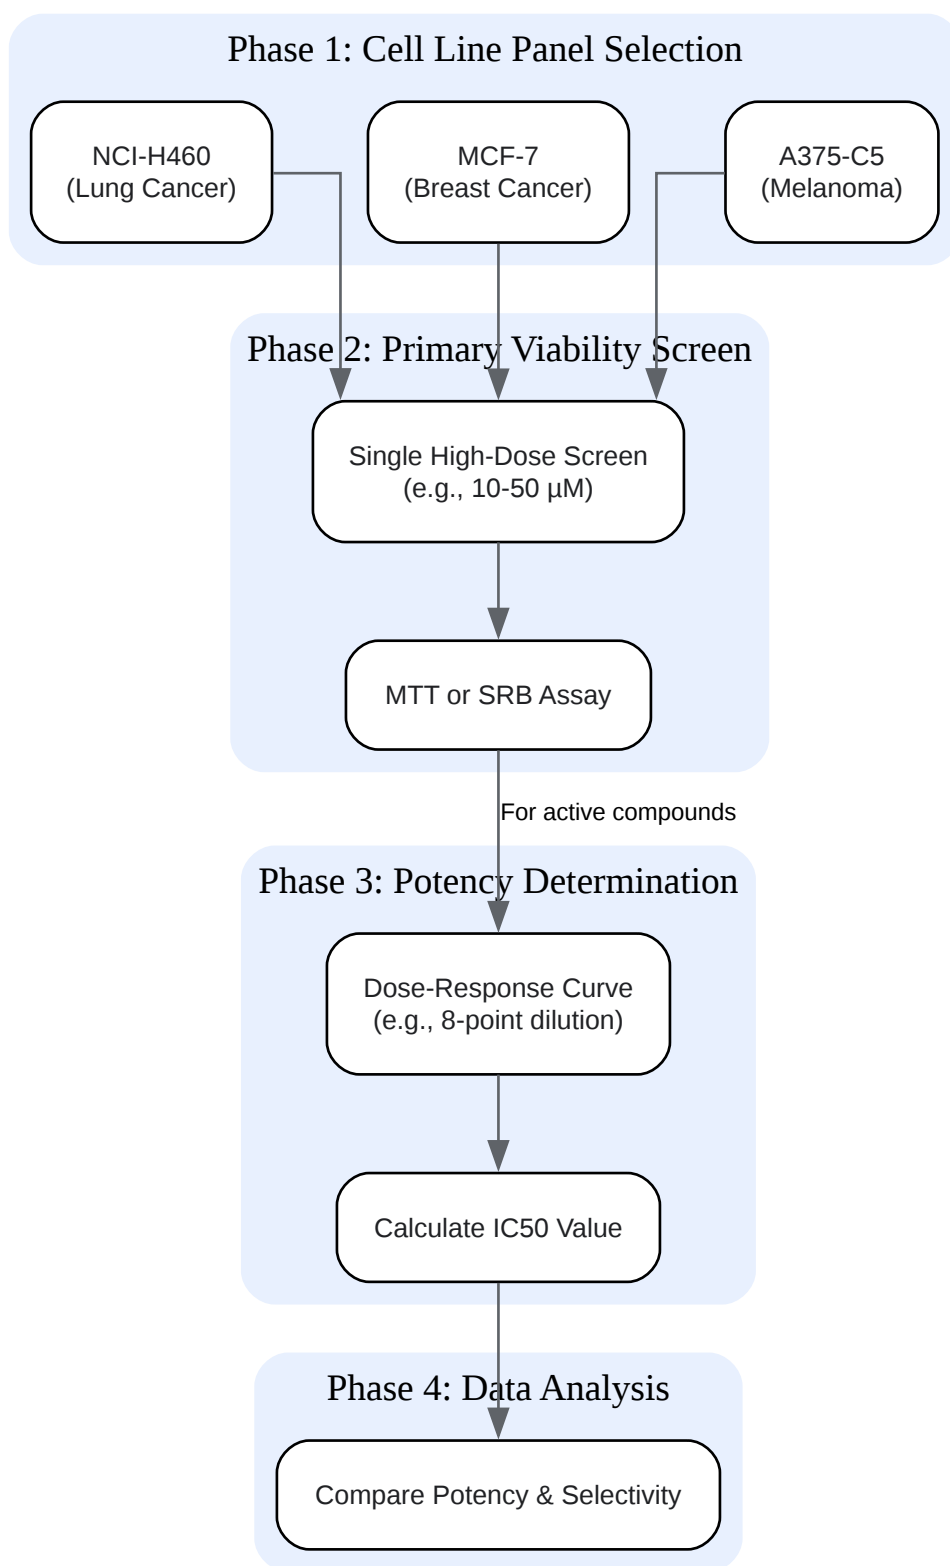 Phase 1: Cell Line Panel Selection
NCI-H460
(Lung Cancer)
MCF-7
(Breast Cancer)
A375-C5
(Melanoma)
Phase 2: Primary Viability Screen
Single High-Dose Screen
(e.g., 10-50 µM)
MTT or SRB Assay
For active compounds
Phase 3: Potency Determination
Dose-Response Curve
(e.g., 8-point dilution)
Calculate IC50 Value
Phase 4: Data Analysis
Compare Potency & Selectivity